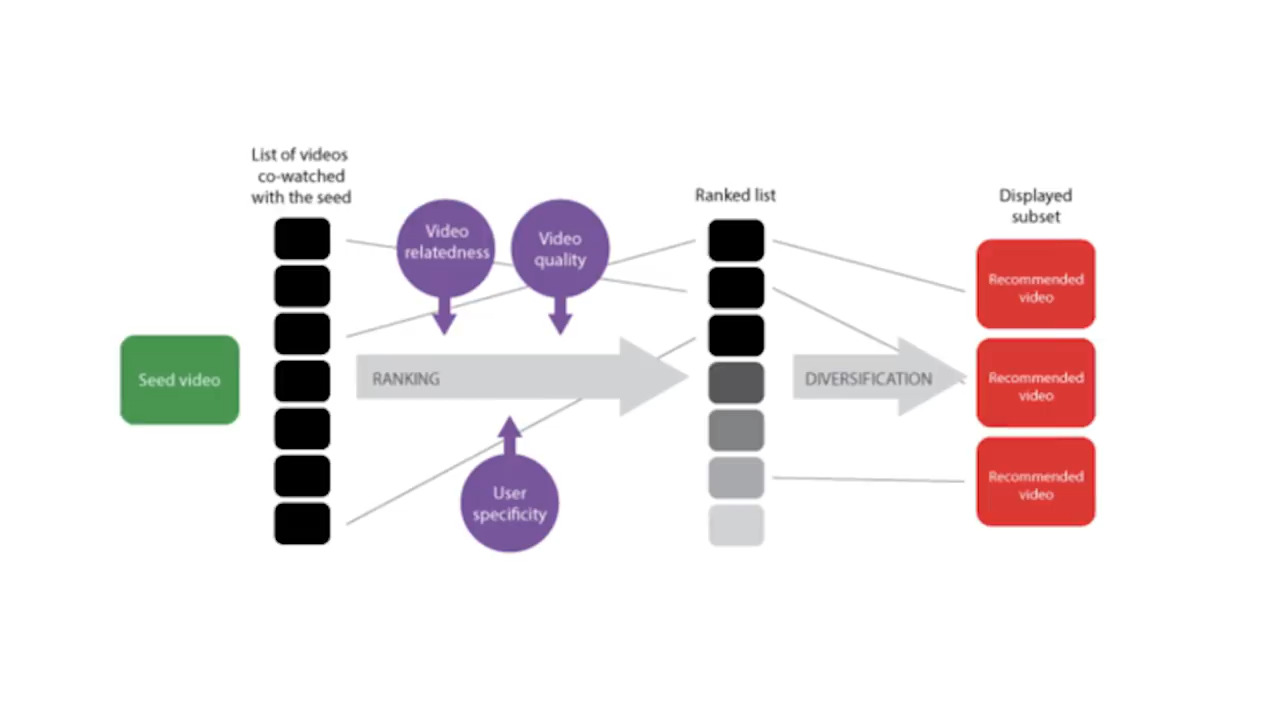 List of videos
co-watched
with the seed
Video
relatedness
Video
quality
Ranked list
Displayed
subset
Recommended
video
Seed video
RANKING
DIVERSIFICATION
Recommended
video
User
specificity
Recommended
video